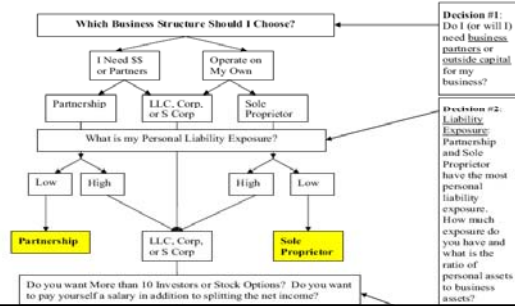 Which Business Structure Should I Choose?
Decision #1:
Do I (or will I)
need business
partners or
outside capital
for my
business?
I Need $$
or Partners
Operate on
My Own
Partnership
LLC, Corp,
or S Corp
Sole
Proprietor
What is my Personal Liability Exposure?
Decision #2:
Liability
Exposure:
Partnership
and Sole
Proprietor
have the most
personal
liability
exposure.
How much
exposure do
you have and
what is the
ratio of
personal assets
to business
assets?
Low
High
High
Low
Partnership
LLC, Corp,
or S Corp
Sole
Proprietor
Do you want More than 10 Investors or Stock Options? Do you want
to pay yourself a salary in addition to splitting the net income?